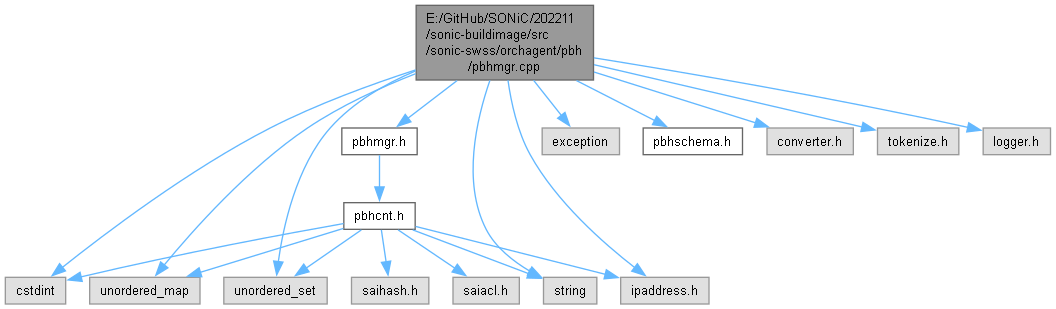 E:/GitHub/SONiC/202211
/sonic-buildimage/src
/sonic-swss/orchagent/pbh
/pbhmgr.cpp
pbhmgr.h
exception
pbhschema.h
converter.h
tokenize.h
logger.h
pbhcnt.h
cstdint
unordered_map
unordered_set
saihash.h
saiacl.h
string
ipaddress.h